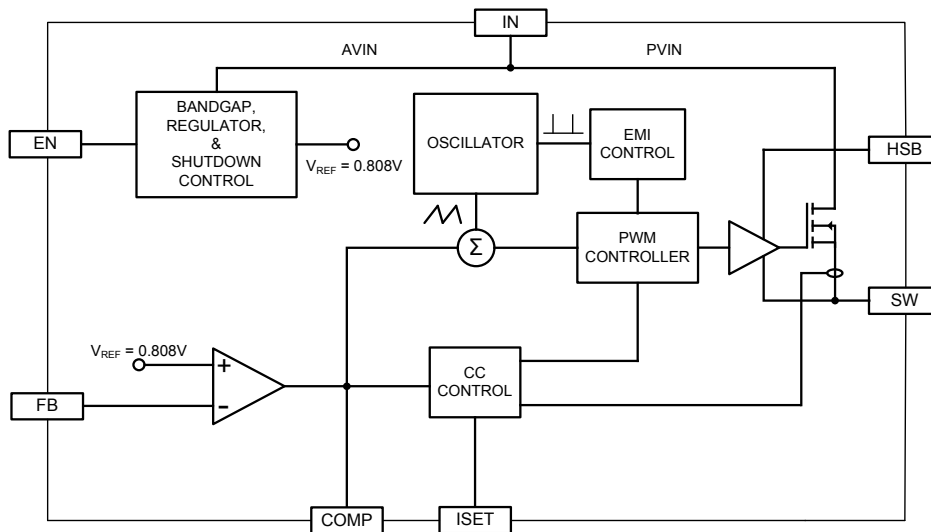 IN
AVIN
PVIN
BANDGAP,
REGULATOR,
&
SHUTDOWN
CONTROL
EN
V_REF = 0.808V
OSCILLATOR
EMI
CONTROL
HSB
Σ
PWM
CONTROLLER
SW
V_REF = 0.808V
+
-
FB
CC
CONTROL
COMP
ISET